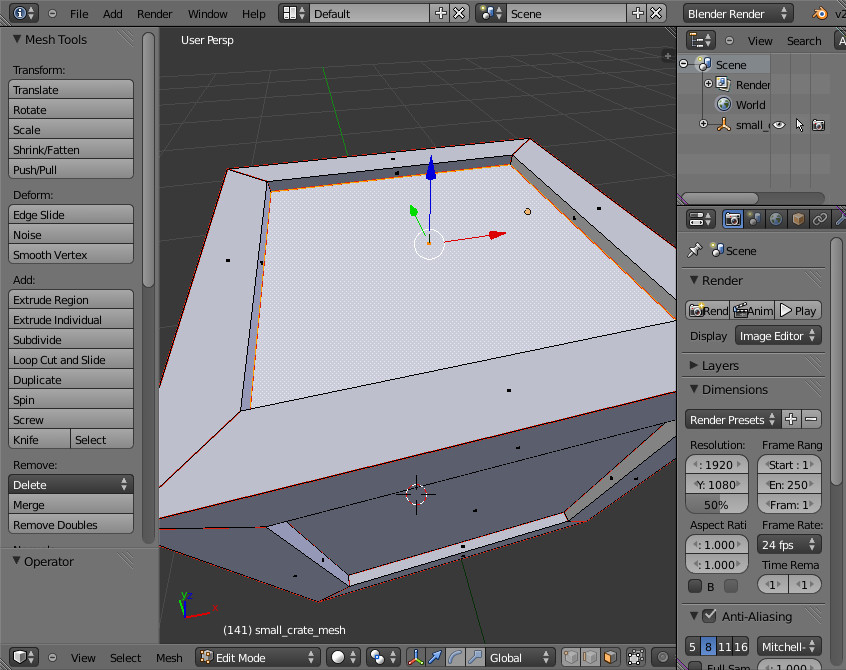 File Add Render Window Help Default Scene Blender Render v2
Mesh Tools
Transform:
Translate
Rotate
Scale
Shrink/Fatten
Push/Pull
Deform:
Edge Slide
Noise
Smooth Vertex
Add:
Extrude Region
Extrude Individual
Subdivide
Loop Cut and Slide
Duplicate
Spin
Screw
Knife Select
Remove:
Delete
Merge
Remove Doubles
Operator
User Persp
z
y x
(141) small_crate_mesh
View Select Mesh Edit Mode Global
View Search A
Scene
Render
World
small_
Scene
Render
Rend Anim Play
Display Image Editor
Layers
Dimensions
Render Presets
Resolution: Frame Rang
: 1920 Start : 1
Y: 1080 En: 250
50% Fram: 1
Aspect Rati Frame Rate:
: 1.000 24 fps
: 1.000 Time Rema
B 1 1
Anti-Aliasing
5 8 11 16 Mitchell-
Full Sam : 1.000